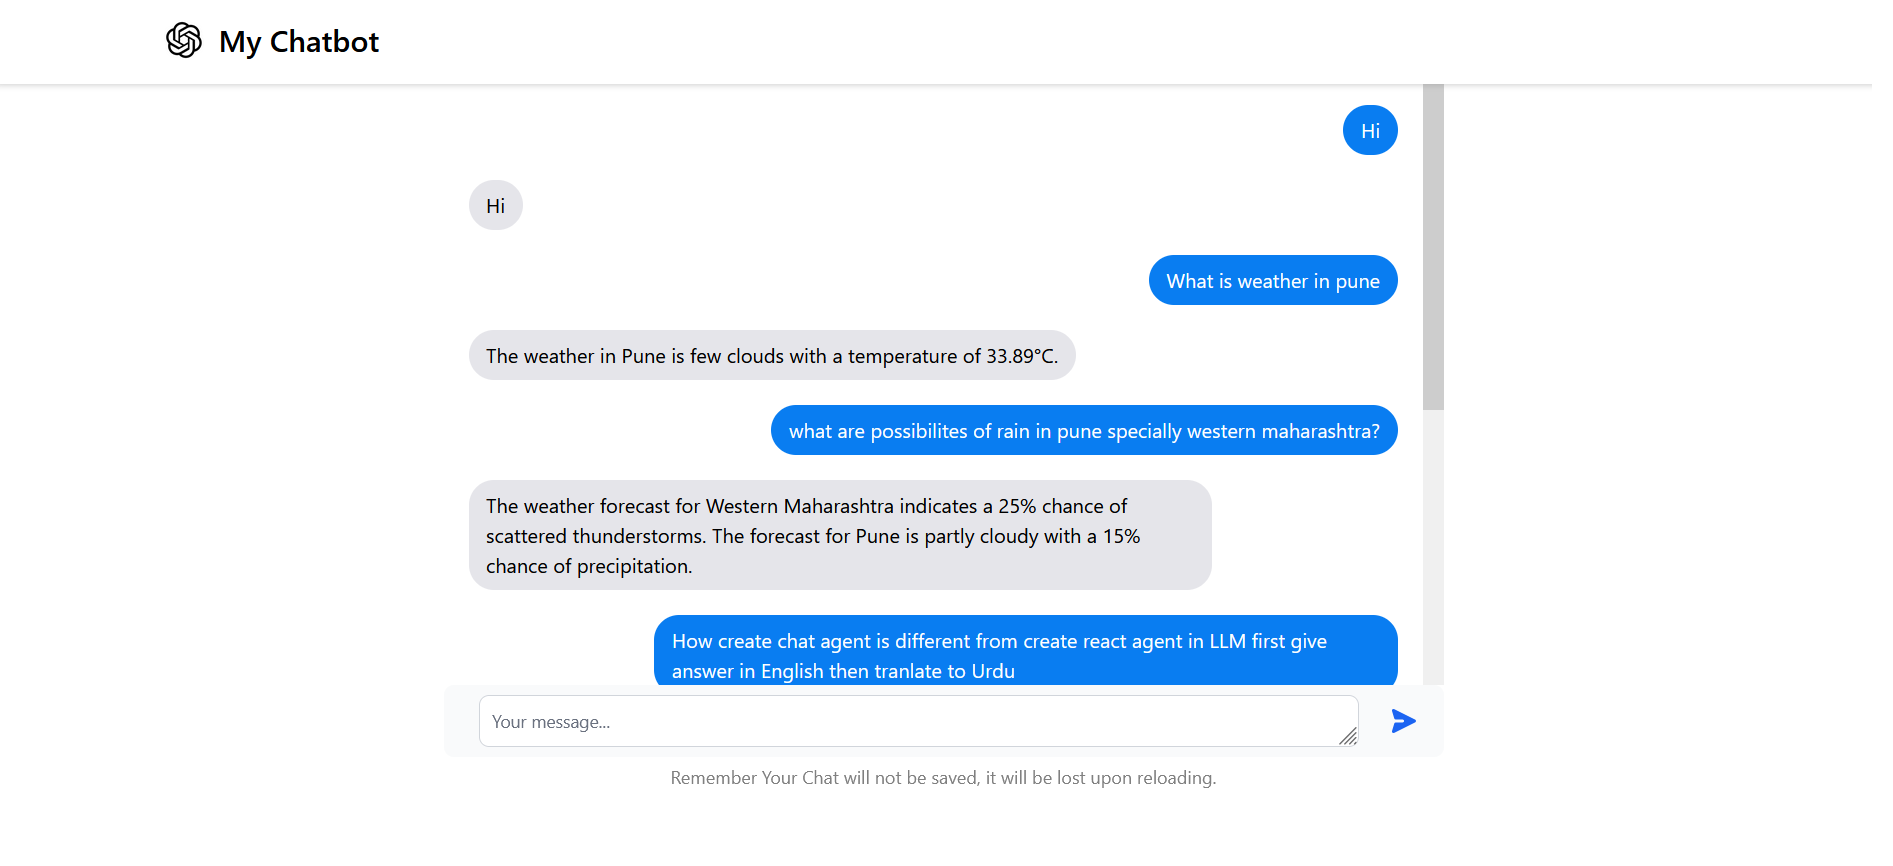 My Chatbot
Hi
Hi
What is weather in pune
The weather in Pune is few clouds with a temperature of 33.89°C.
what are possibilites of rain in pune specially western maharashtra?
The weather forecast for Western Maharashtra indicates a 25% chance of
scattered thunderstorms. The forecast for Pune is partly cloudy with a 15%
chance of precipitation.
How create chat agent is different from create react agent in LLM first give
answer in English then tranlate to Urdu
Your message...
Remember Your Chat will not be saved, it will be lost upon reloading.